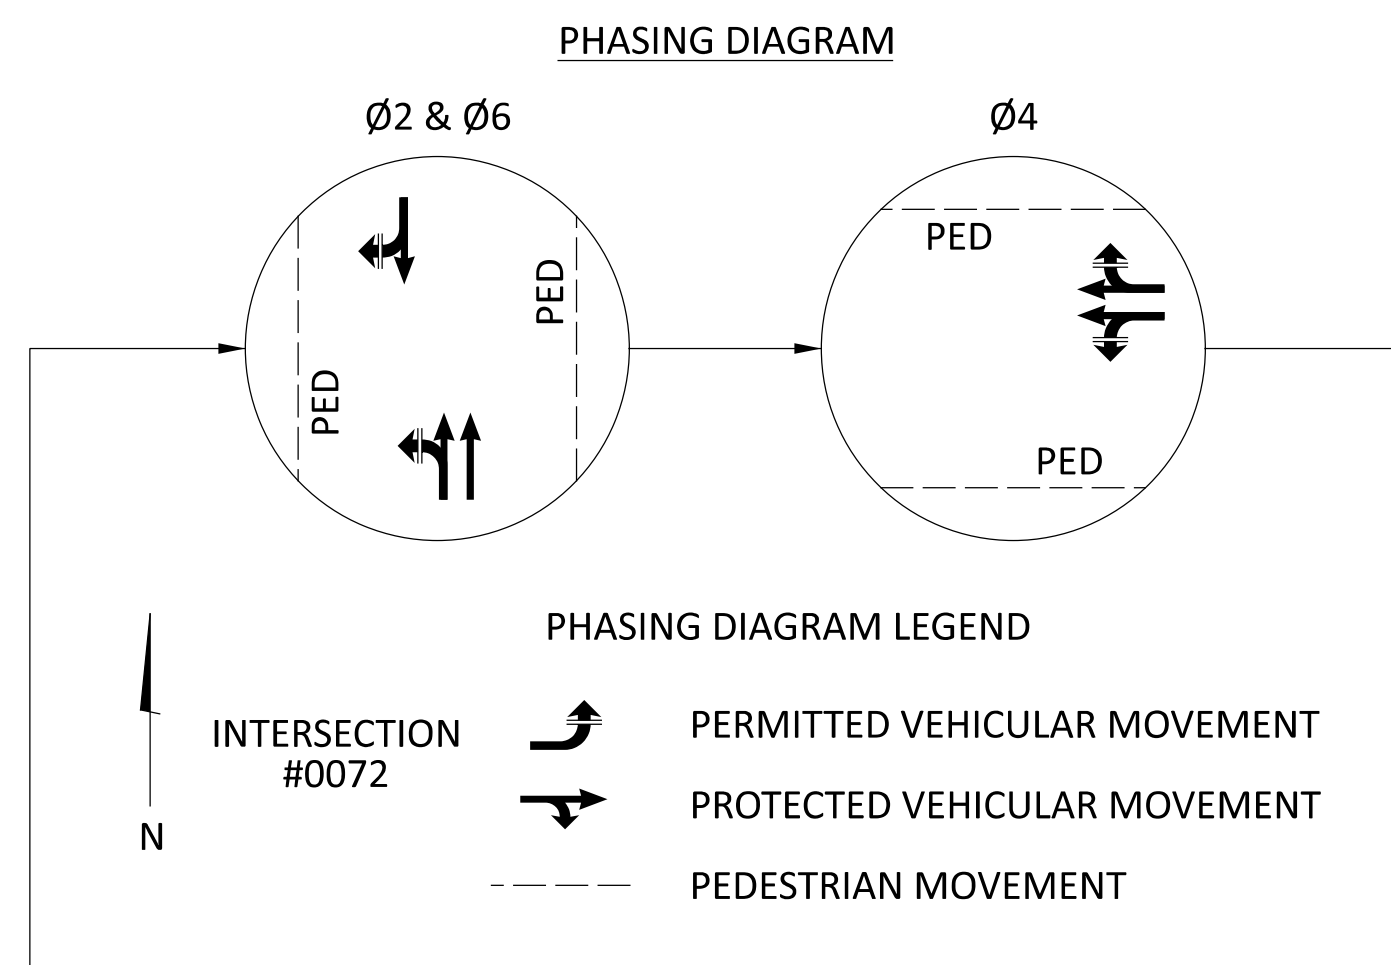 PHASING DIAGRAM
Ø2 & Ø6
Ø4
PED
PED
PED
PED
PHASING DIAGRAM LEGEND
INTERSECTION
#0072
N
PERMITTED VEHICULAR MOVEMENT
PROTECTED VEHICULAR MOVEMENT
PEDESTRIAN MOVEMENT